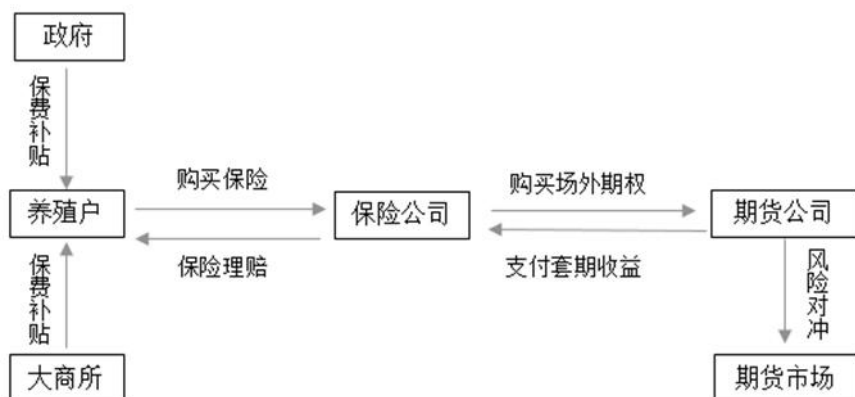 政府
保费补贴
购买保险
购买场外期权
养殖户
保险公司
期货公司
保险理赔
支付套期收益
保费补贴
风险对冲
大商所
期货市场